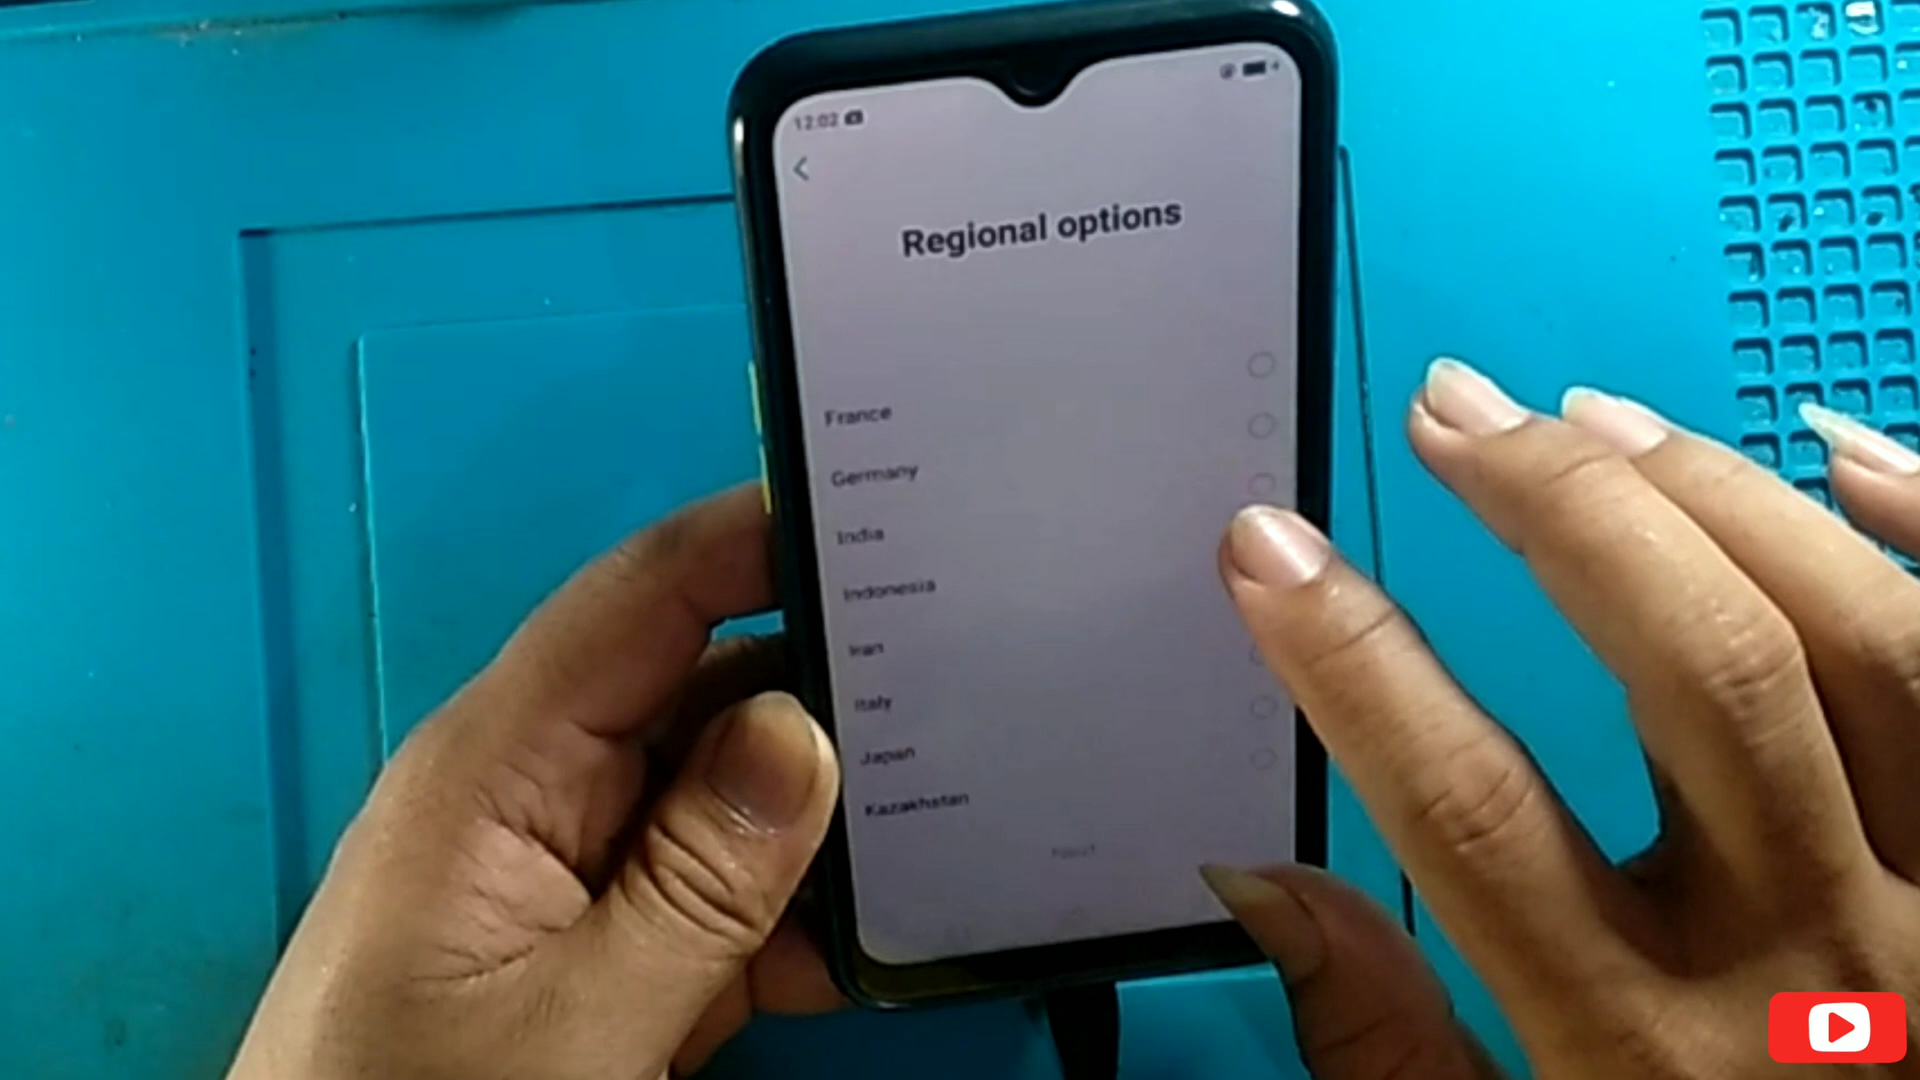 12:02
Regional options
France
Germany
India
Indonesia
Iran
Italy
Japan
Kazakhstan